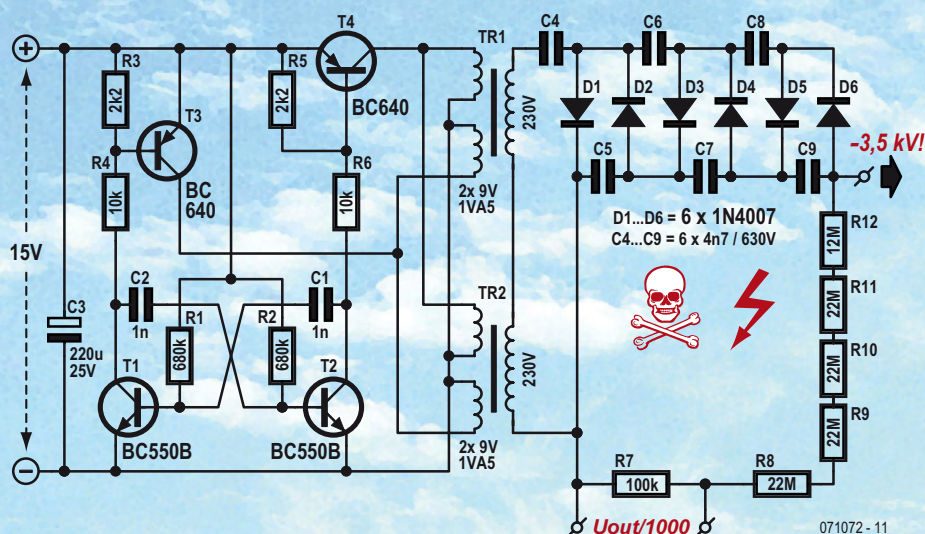 T4
C4
C6
C8
+
R3
2k2
R5
2k2
TR1
230V
D1
D2
D3
D4
D5
D6
T3
BC640
–3,5 kV!
R4
10k
BC
640
R6
10k
C5
C7
C9
2x 9V
1VA5
D1...D6 = 6 x 1N4007
C4...C9 = 6 x 4n7 / 630V
R12
12M
15V
C2
1n
C1
1n
TR2
R11
22M
C3
220u
25V
R1
680k
R2
680k
230V
R10
22M
T1
T2
R9
22M
BC550B
BC550B
2x 9V
1VA5
–
R7
100k
R8
22M
Uout/1000
071072 - 11